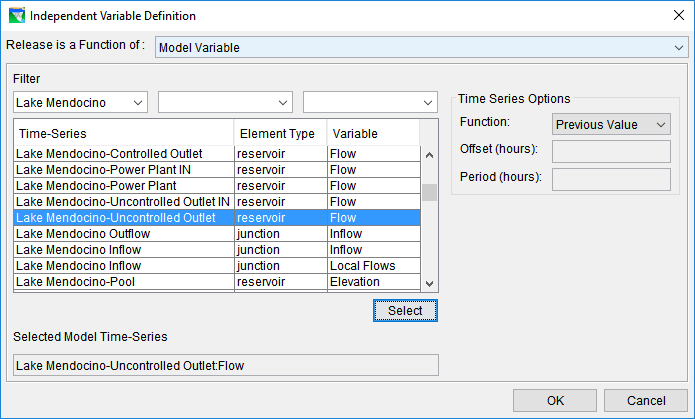 Independent Variable Definition
Release is a Function of : Model Variable
Filter
Lake Mendocino
Time-Series Element Type Variable
Lake Mendocino-Controlled Outlet reservoir Flow
Lake Mendocino-Power Plant IN reservoir Flow
Lake Mendocino-Power Plant reservoir Flow
Lake Mendocino-Uncontrolled Outlet IN reservoir Flow
Lake Mendocino-Uncontrolled Outlet reservoir Flow
Lake Mendocino Outflow junction Inflow
Lake Mendocino Inflow junction Inflow
Lake Mendocino Inflow junction Local Flows
Lake Mendocino-Pool reservoir Elevation
Select
Selected Model Time-Series
Lake Mendocino-Uncontrolled Outlet:Flow
Time Series Options
Function: Previous Value
Offset (hours):
Period (hours):
OK Cancel